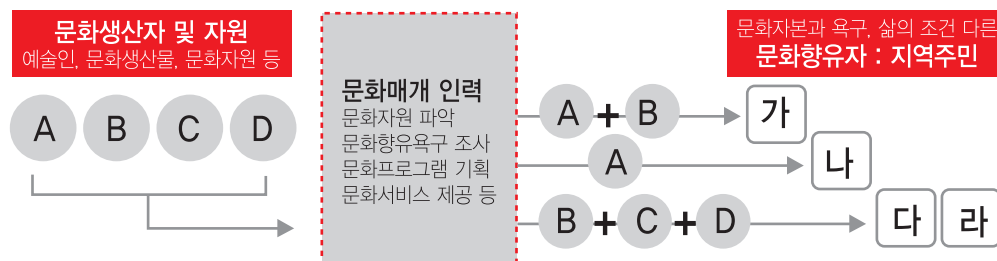 문화생산자 및 자원
예술인, 문화생산물, 문화자원 등
A B C D
문화매개 인력
문화자원 파악
문화향유욕구 조사
문화프로그램 기획
문화서비스 제공 등
문화자본과 욕구, 삶의 조건 다른
문화향유자 : 지역주민
A + B 가
A 나
B + C + D 다 라